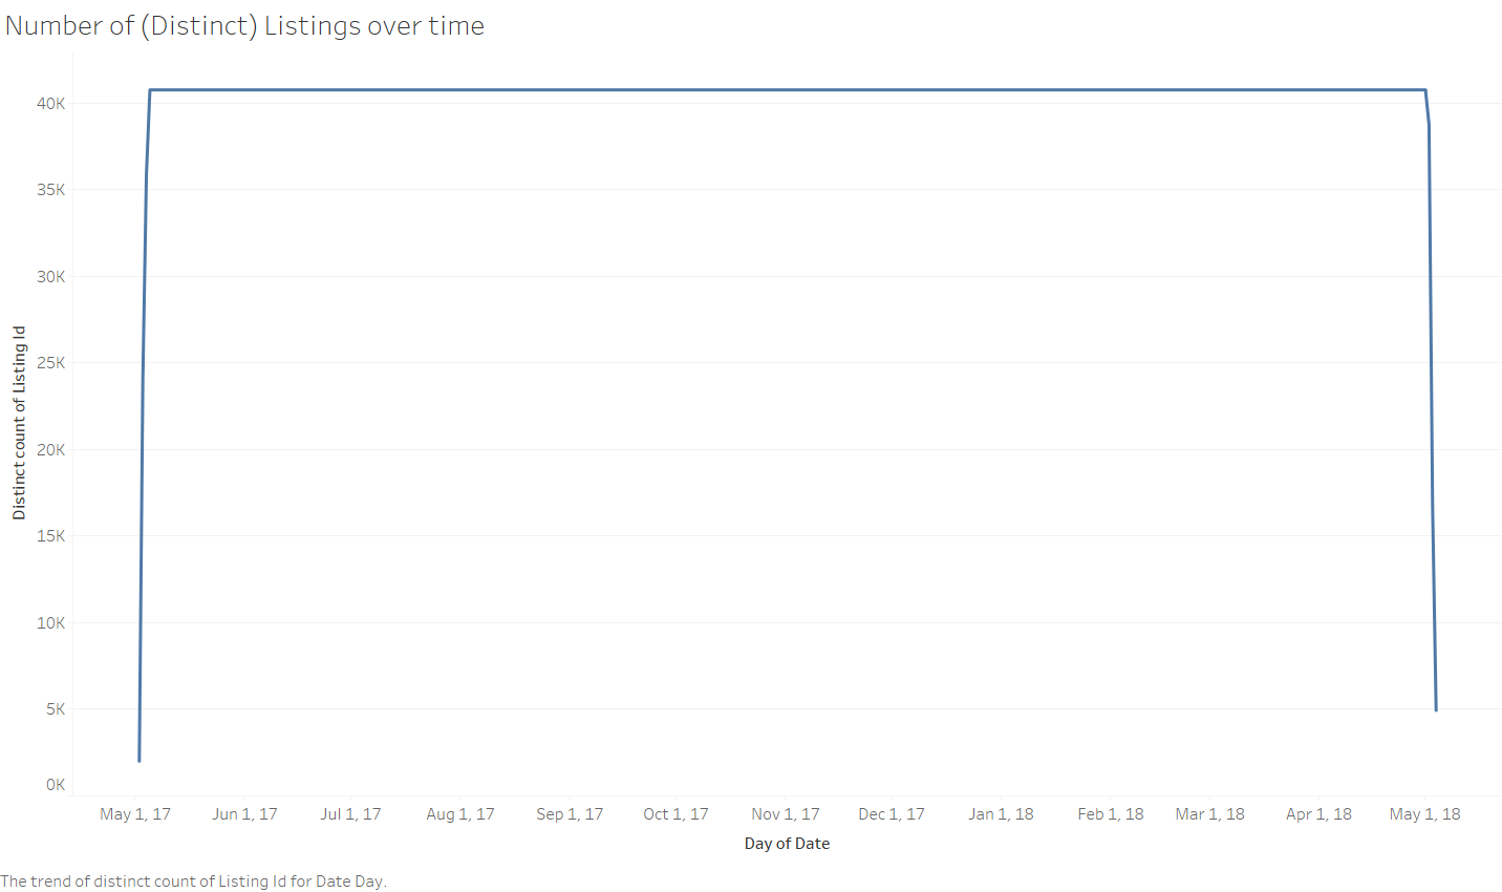 Number of (Distinct) Listings over time
40K
35K
30K
25K
20K
15K
10K
5K
0K
Distinct count of Listing Id
May 1, 17 Jun 1, 17 Jul 1, 17 Aug 1, 17 Sep 1, 17 Oct 1, 17 Nov 1, 17 Dec 1, 17 Jan 1, 18 Feb 1, 18 Mar 1, 18 Apr 1, 18 May 1, 18
Day of Date
The trend of distinct count of Listing Id for Date Day.